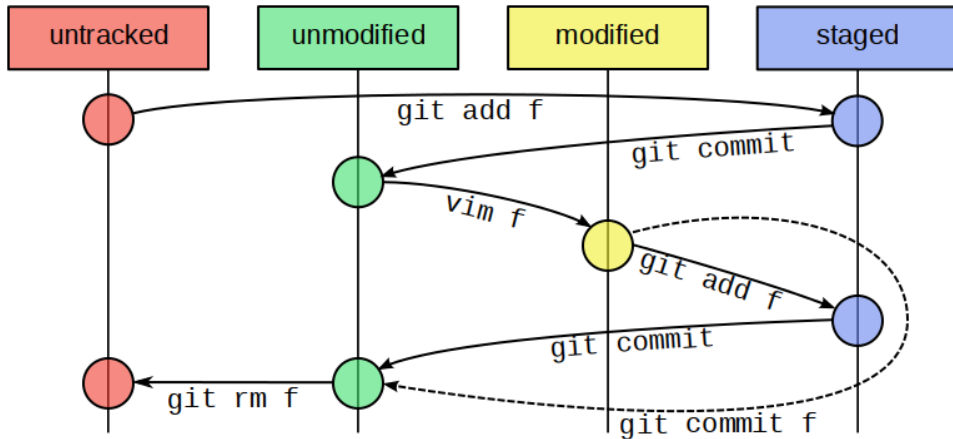 untracked
unmodified
modified
staged
git add f
git commit
vim f
git add f
git commit
git rm f
git commit f